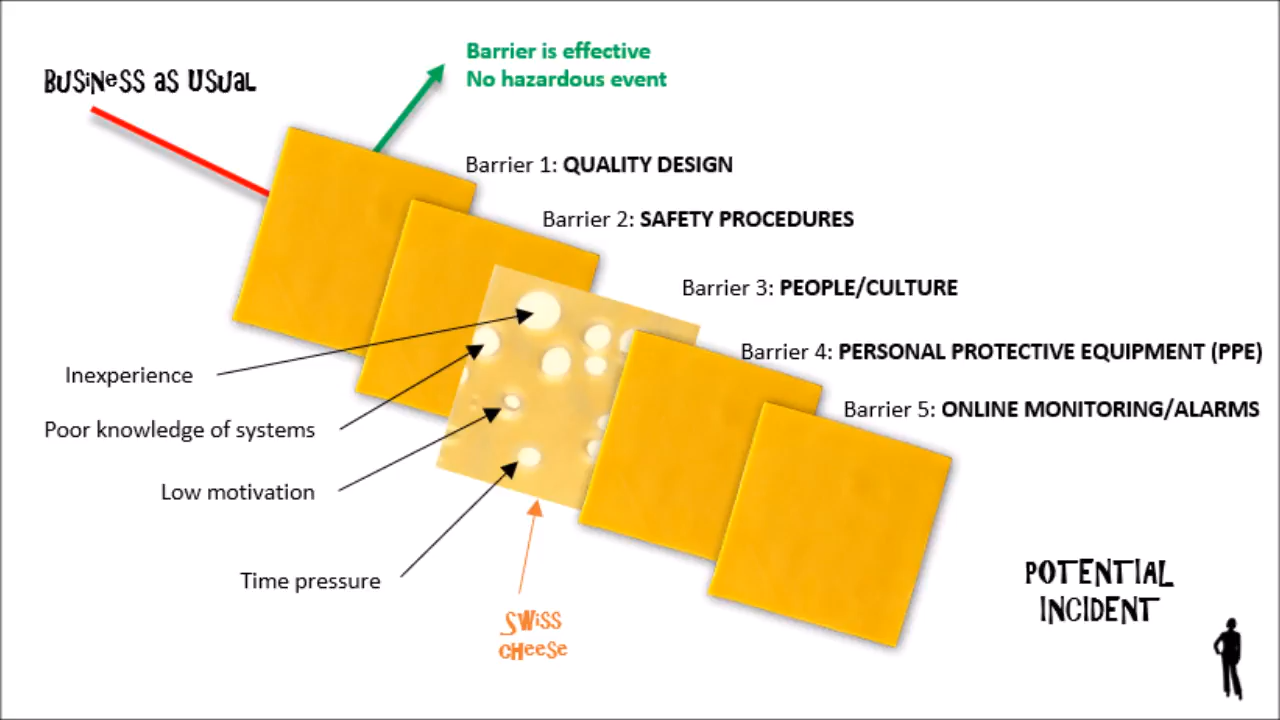 Barrier is effective
No hazardous event
BUSINESS AS USUAL
Barrier 1: QUALITY DESIGN
Barrier 2: SAFETY PROCEDURES
Barrier 3: PEOPLE/CULTURE
Barrier 4: PERSONAL PROTECTIVE EQUIPMENT (PPE)
Barrier 5: ONLINE MONITORING/ALARMS
Inexperience
Poor knowledge of systems
Low motivation
Time pressure
SWISS
CHEESE
POTENTIAL
INCIDENT